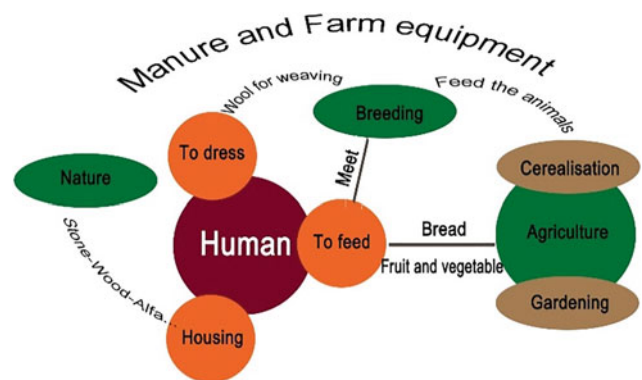 Manure and Farm equipment
Wool for weaving
Feed the animals
Breeding
To dress
Cerealisation
Nature
Meet
Human
To feed
Bread
Agriculture
Fruit and vegetable
Stone-Wood-Alfa...
Gardening
Housing